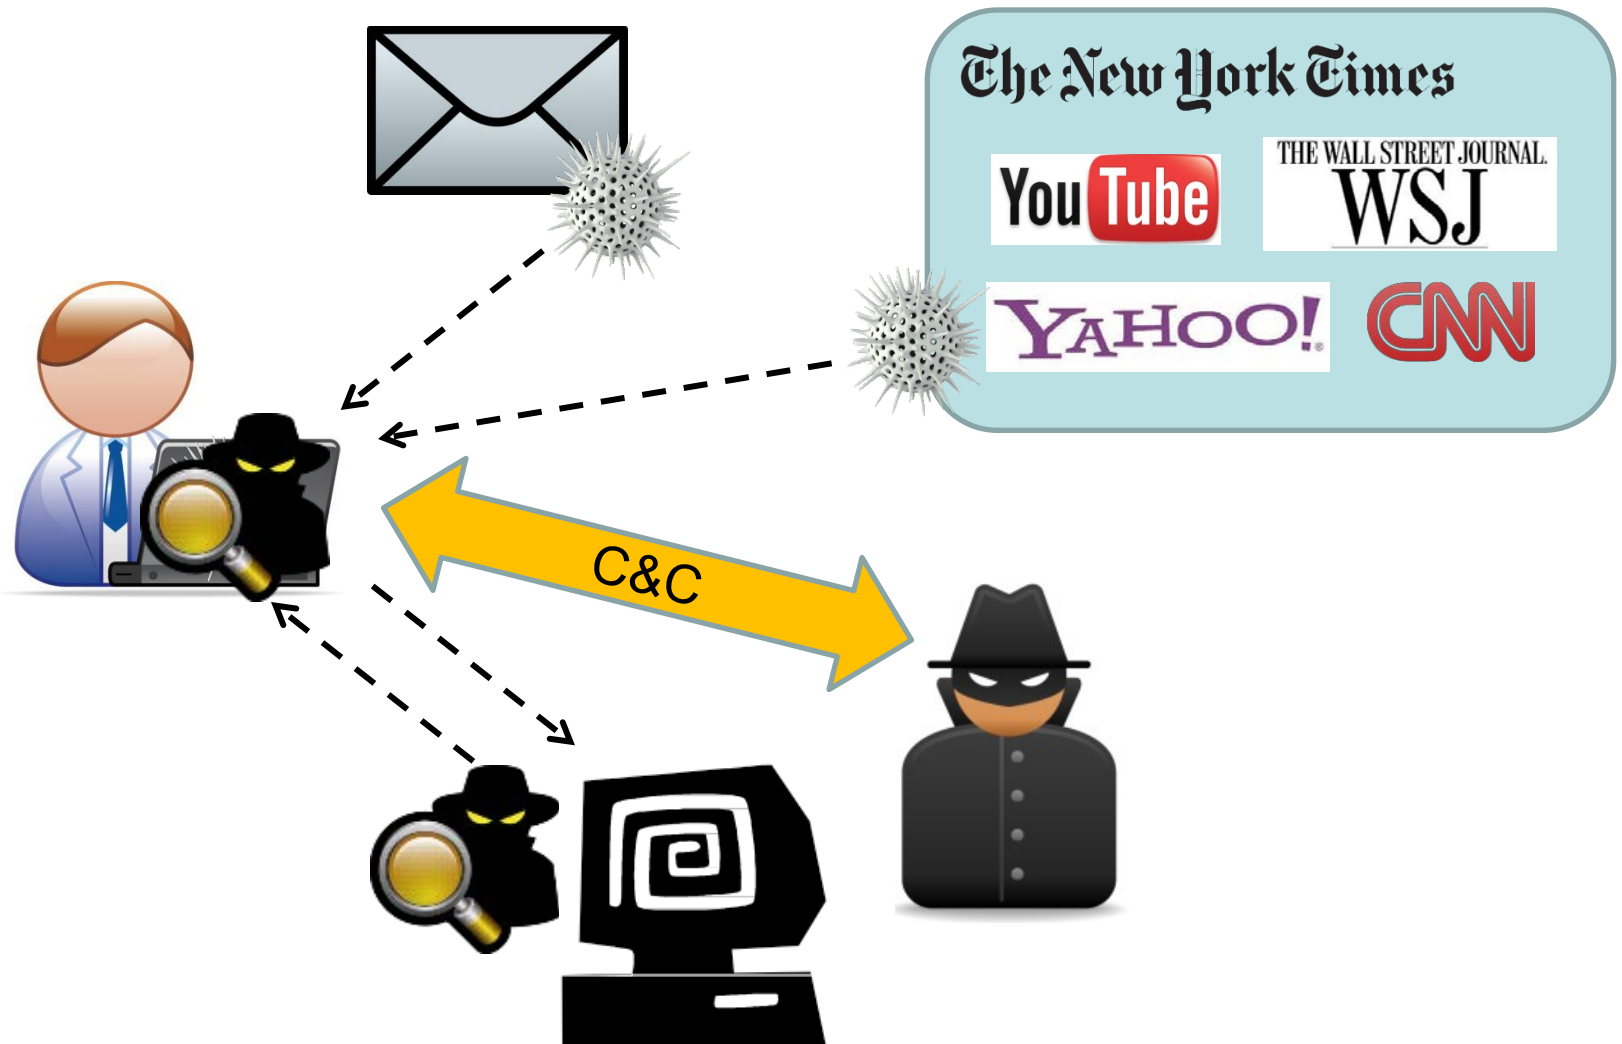 The New York Times
YouTube
THE WALL STREET JOURNAL.
WSJ
YAHOO!
CNN
C&C